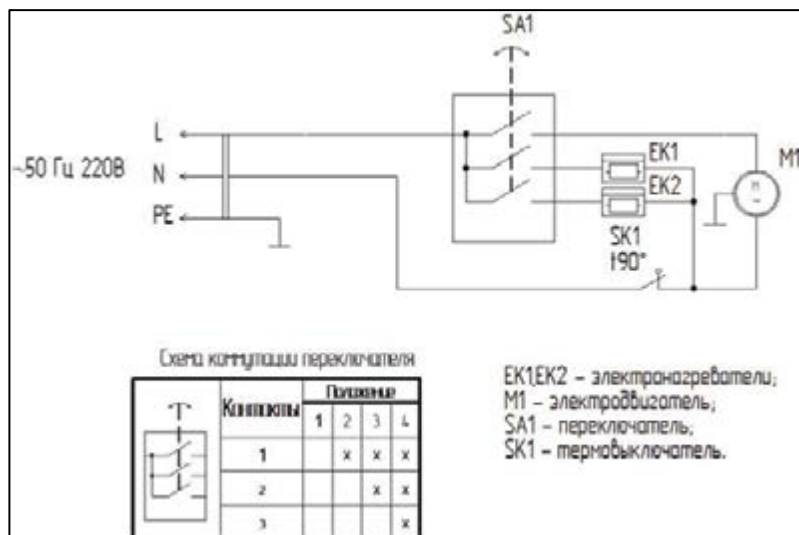 SA1
L
~50 Гц 220В
N
PE
EK1
EK2
M1
M
~
SK1
t90°
Схема коммутации переключателя
Контакты
Положение
1 2 3 4
1 x x x
2 x x
3 x
EK1,EK2 - электронагреватели;
M1 - электродвигатель;
SA1 - переключатель;
SK1 - термовыключатель.